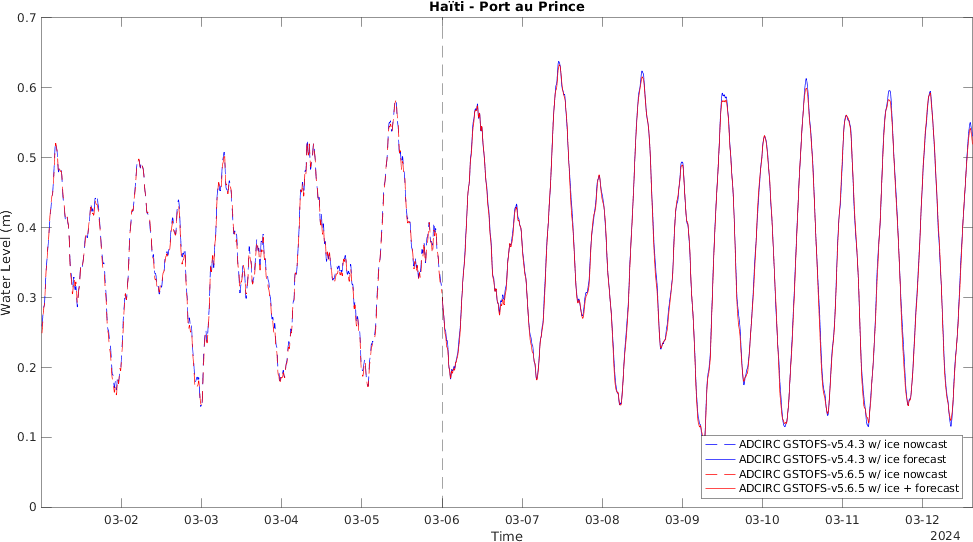 Haïti - Port au Prince
0.7
0.6
0.5
0.4
0.3
0.2
0.1
0
Water Level (m)
ADCIRC GSTOFS-v5.4.3 w/ ice nowcast
ADCIRC GSTOFS-v5.4.3 w/ ice forecast
ADCIRC GSTOFS-v5.6.5 w/ ice nowcast
ADCIRC GSTOFS-v5.6.5 w/ ice + forecast
03-02 03-03 03-04 03-05 03-06 03-07 03-08 03-09 03-10 03-11 03-12
Time
2024